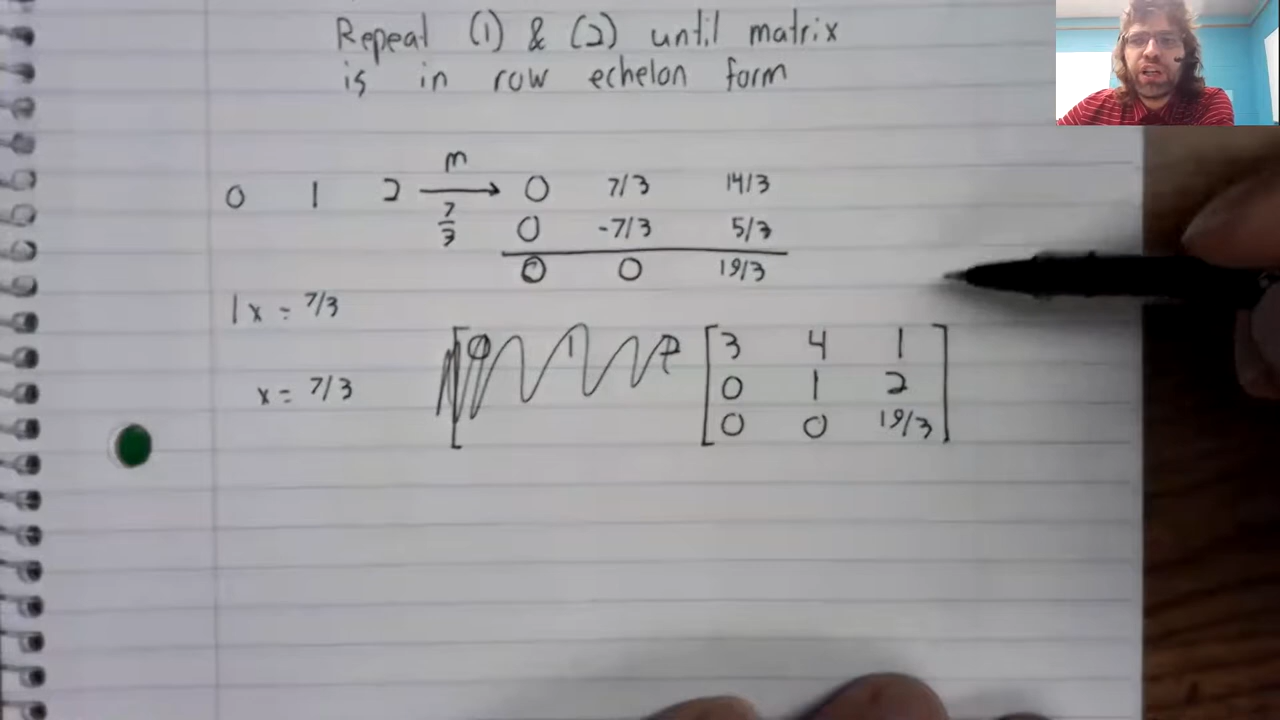 Repeat (1) & (2) until matrix
is in row echelon form
0 1 2 m 7/3 → 0 7/3 14/3
0 -7/3 5/3
0 0 19/3
1x = 7/3
x = 7/3
[3 4 1
0 1 2
0 0 19/3]